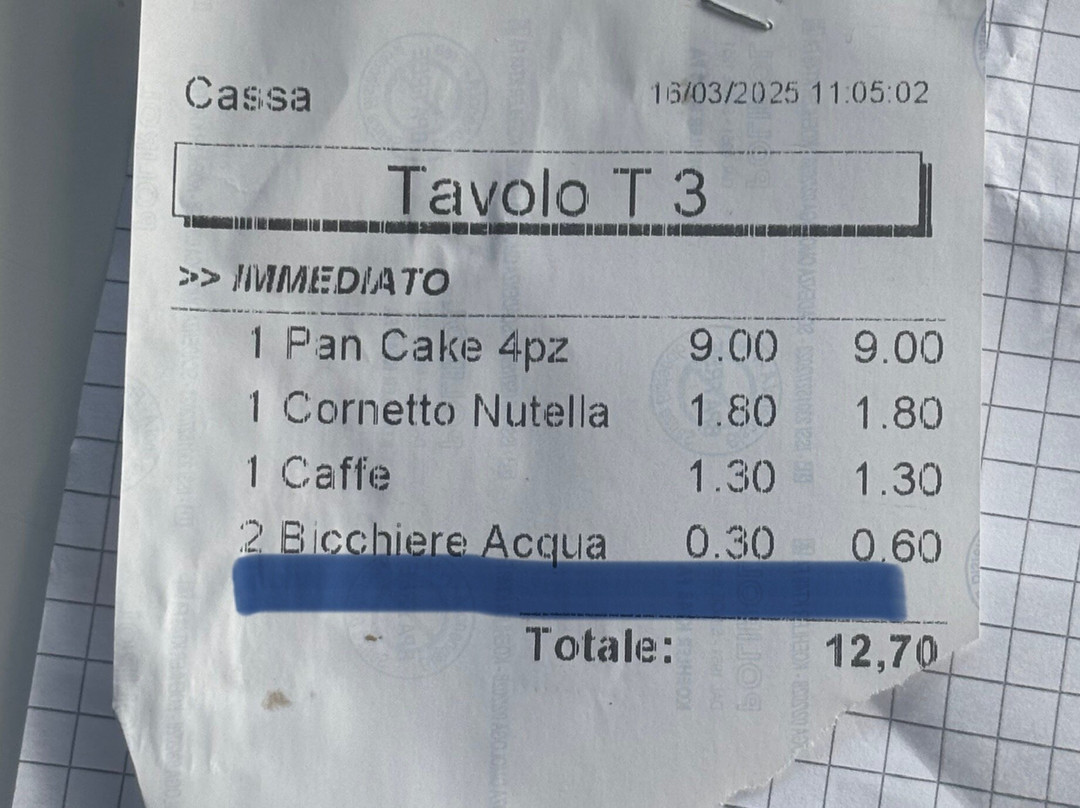 Cassa 16/03/2025 11:05:02
Tavolo T 3
>> IMMEDIATO
1 Pan Cake 4pz 9.00 9.00
1 Cornetto Nutella 1.80 1.80
1 Caffe 1.30 1.30
2 Bicchiere Acqua 0.30 0.60
Totale: 12,70